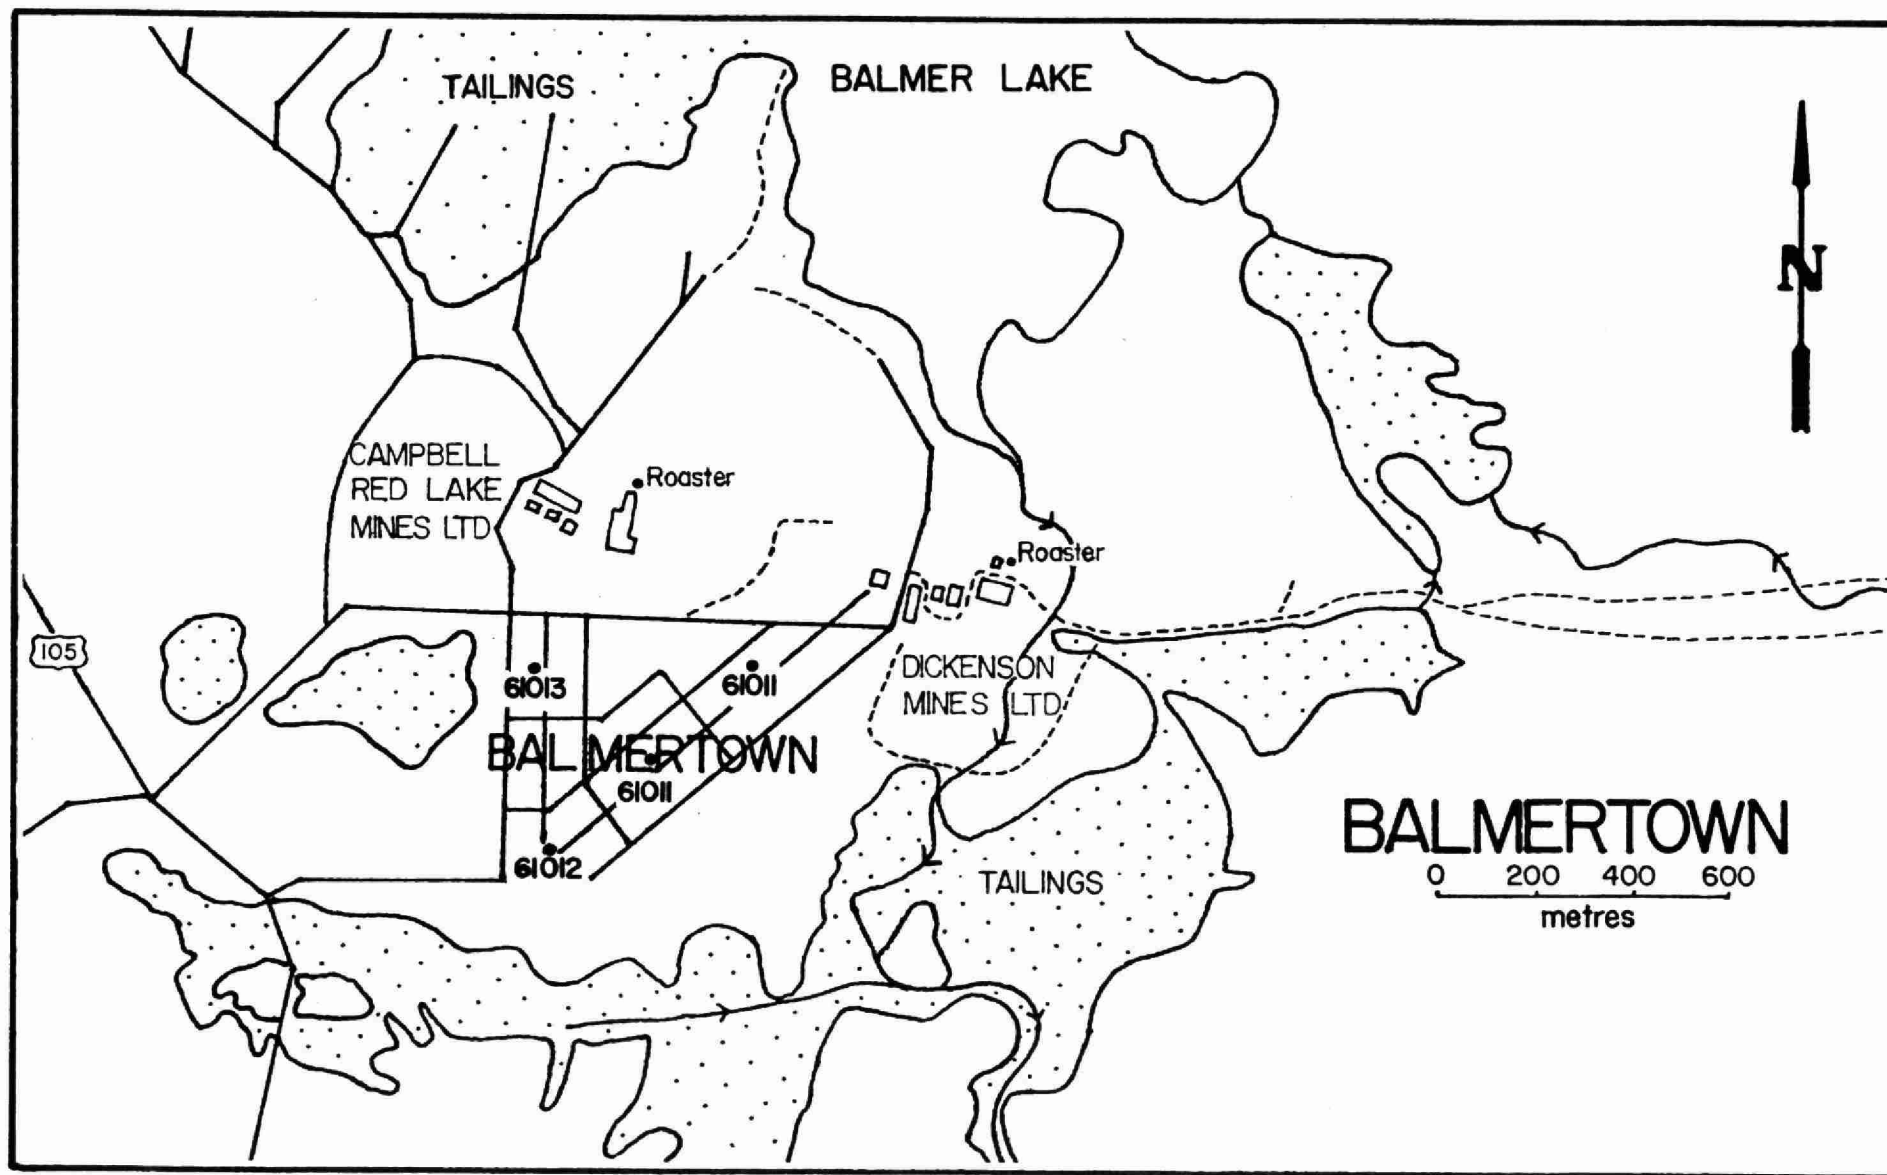 TAILINGS
BALMER LAKE
N
CAMPBELL
RED LAKE
MINES LTD
Roaster
Roaster
105
61013
61011
DICKENSON
MINES LTD
BALMERTOWN
61011
61012
TAILINGS
BALMERTOWN
0 200 400 600
metres